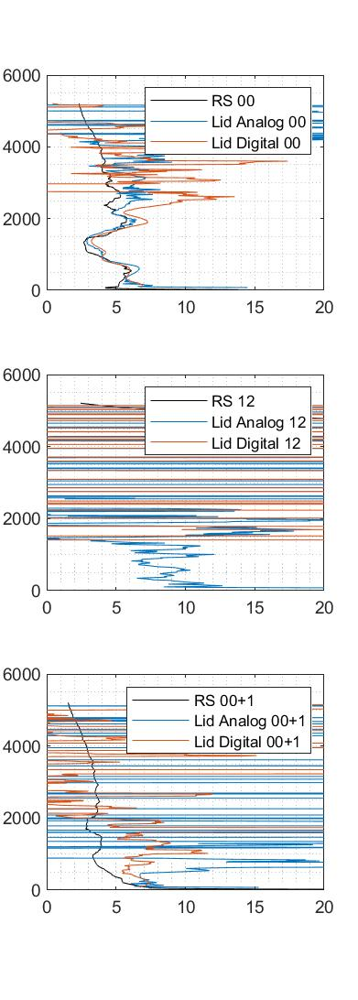 6000
RS 00
Lid Analog 00
Lid Digital 00
4000
2000
0
0 5 10 15 20
6000
RS 12
Lid Analog 12
Lid Digital 12
4000
2000
0
0 5 10 15 20
6000
RS 00+1
Lid Analog 00+1
Lid Digital 00+1
4000
2000
0
0 5 10 15 20